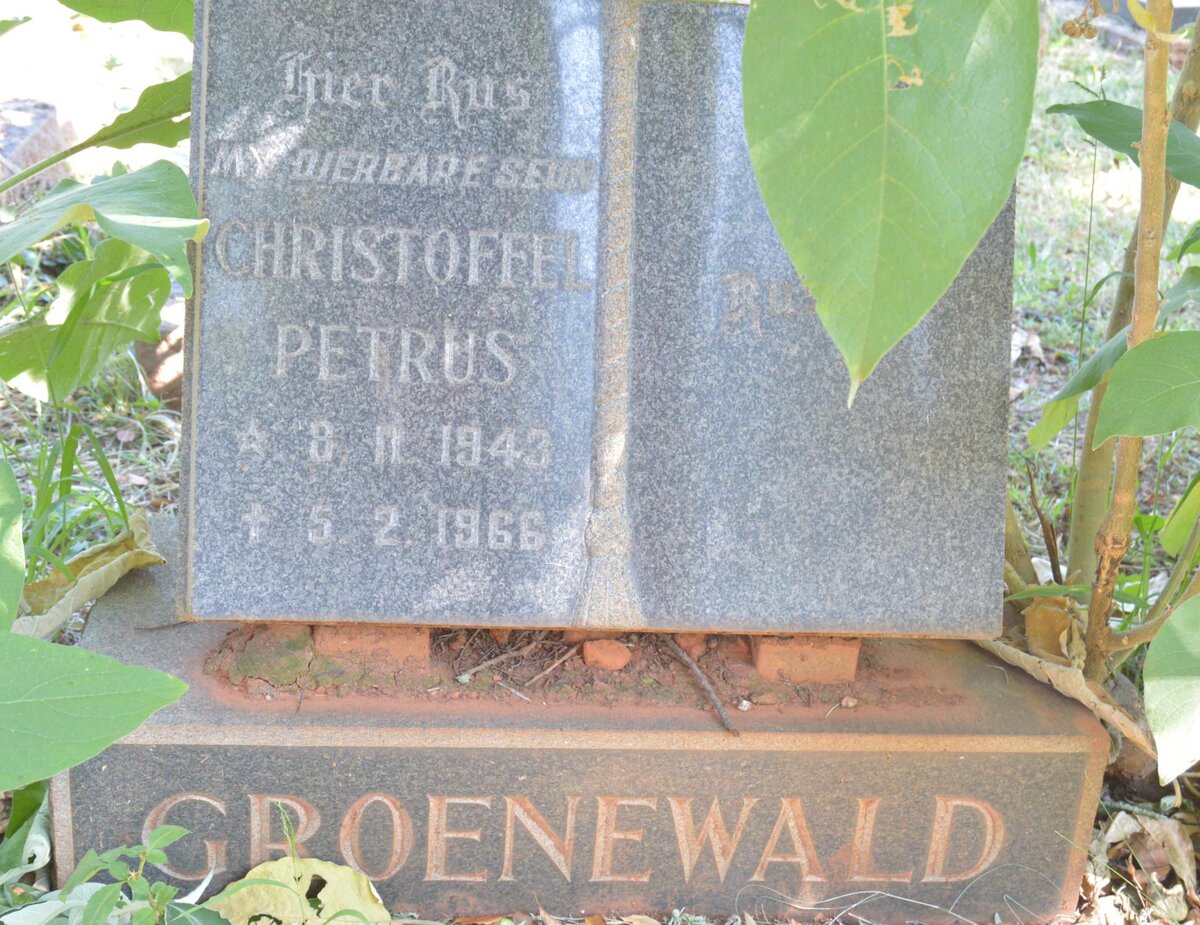 Hier Rus
MY DIERBARE SEUN
CHRISTOFFEL
PETRUS
☆ 8. 11. 1943
† 5. 2. 1966
GROENEWALD